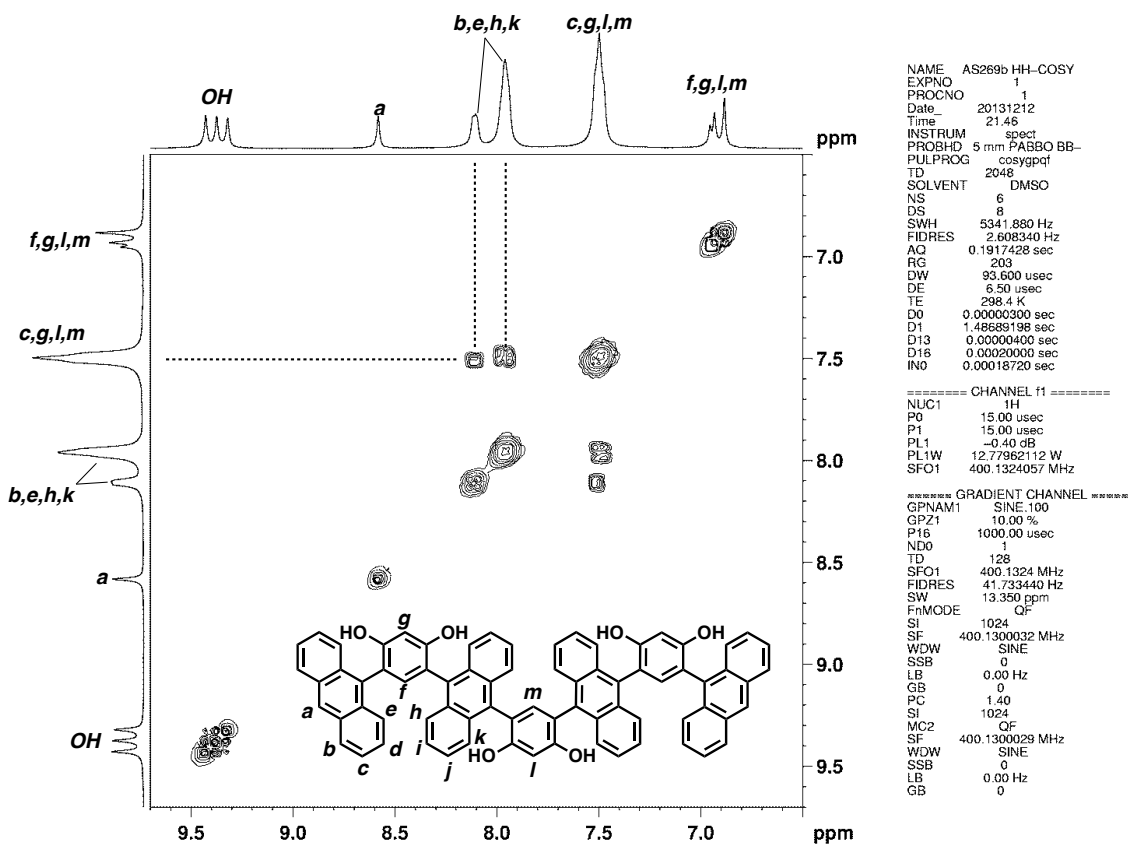 b,e,h,k
c,g,l,m
OH
a
f,g,l,m
ppm
f,g,l,m
c,g,l,m
b,e,h,k
a
OH
7.0
7.5
8.0
8.5
9.0
9.5
9.5
9.0
8.5
8.0
7.5
7.0
ppm
HO
g
OH
HO
OH
f
m
a
e
h
b
d
i
k
c
j
HO
l
OH
NAME AS269b HH-COSY
EXPNO 1
PROCNO 1
Date_ 20131212
Time 21.46
INSTRUM spect
PROBHD 5 mm PABBO BB-
PULPROG cosygpqf
TD 2048
SOLVENT DMSO
NS 6
DS 8
SWH 5341.880 Hz
FIDRES 2.608340 Hz
AQ 0.1917428 sec
RG 203
DW 93.600 usec
DE 6.50 usec
TE 298.4 K
D0 0.00000300 sec
D1 1.48689198 sec
D13 0.00000400 sec
D16 0.00020000 sec
IN0 0.00018720 sec
======== CHANNEL f1 ========
NUC1 1H
P0 15.00 usec
P1 15.00 usec
PL1 -0.40 dB
PL1W 12.77962112 W
SFO1 400.1324057 MHz
====== GRADIENT CHANNEL =====
GPNAM1 SINE.100
GPZ1 10.00 %
P16 1000.00 usec
ND0 1
TD 128
SFO1 400.1324 MHz
FIDRES 41.733440 Hz
SW 13.350 ppm
FnMODE QF
SI 1024
SF 400.1300032 MHz
WDW SINE
SSB 0
LB 0.00 Hz
GB 0
PC 1.40
SI 1024
MC2 QF
SF 400.1300029 MHz
WDW SINE
SSB 0
LB 0.00 Hz
GB 0